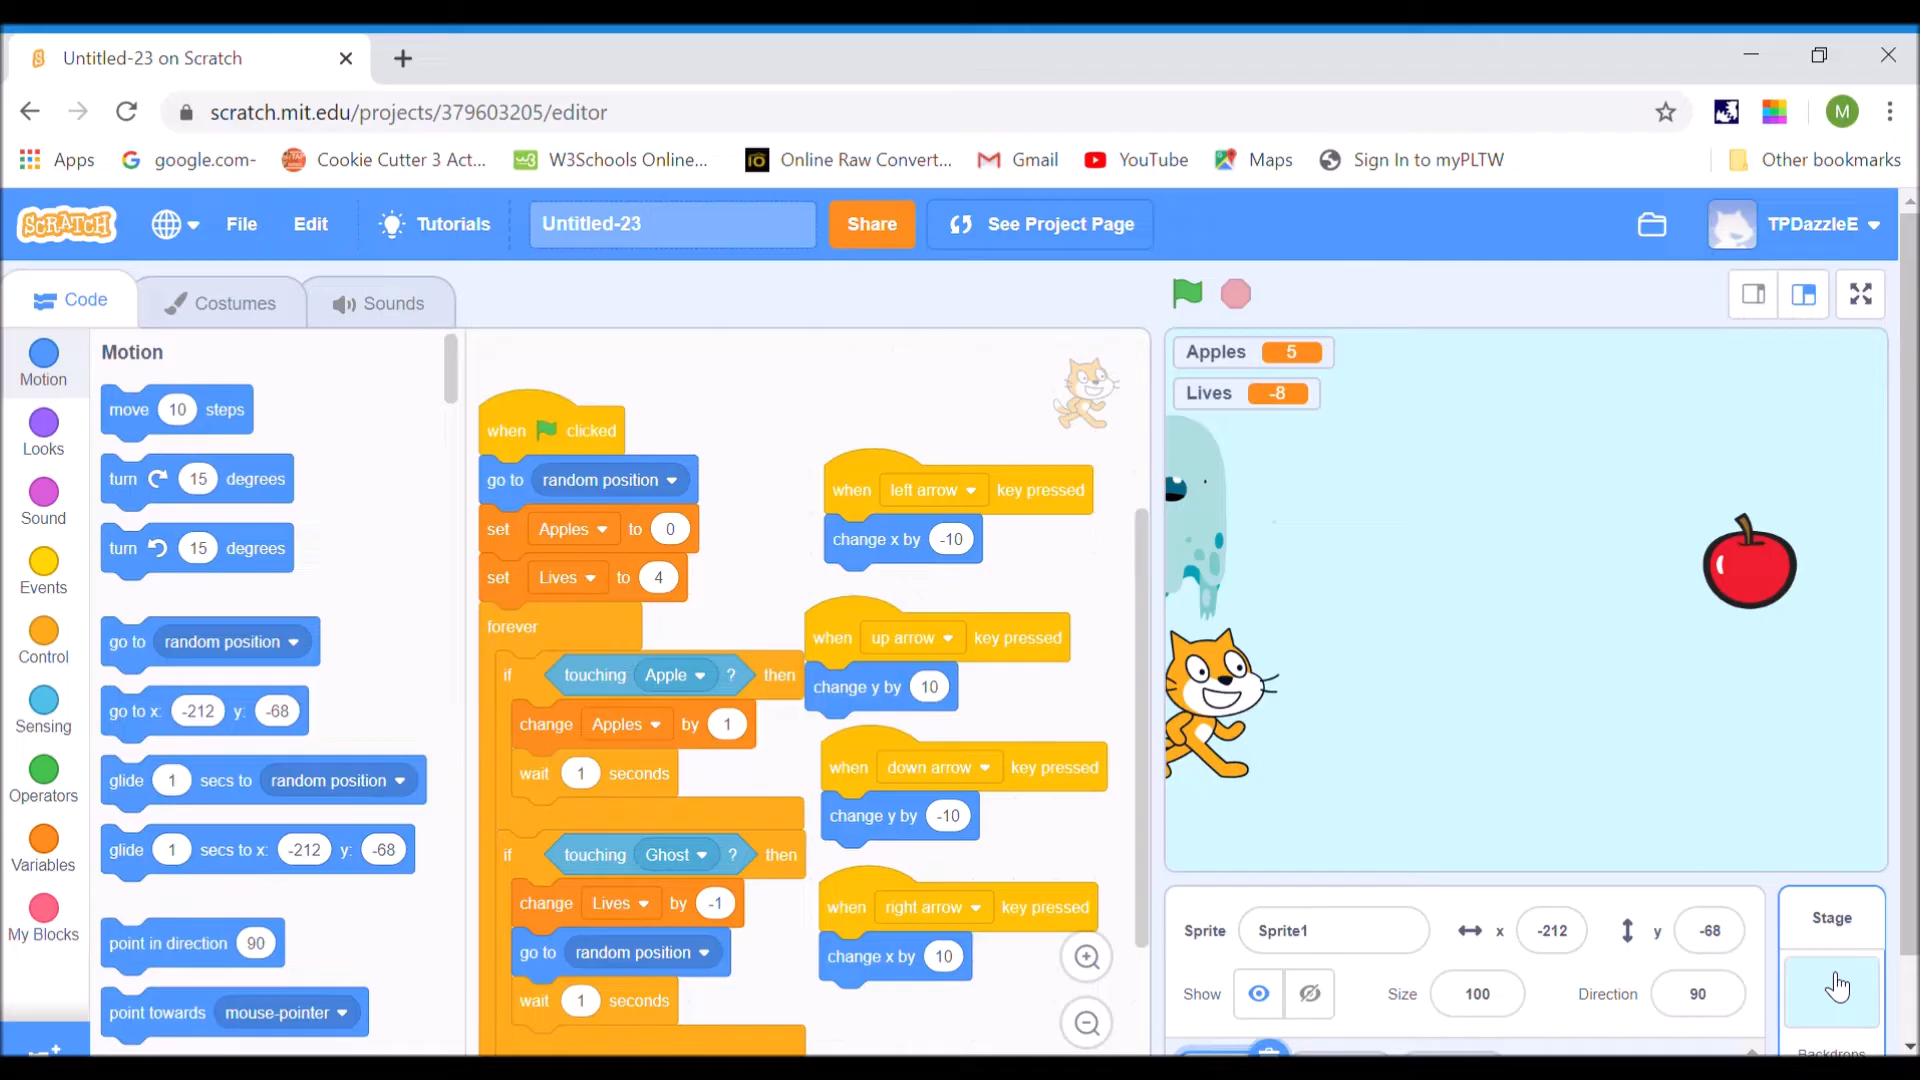 Untitled-23 on Scratch
scratch.mit.edu/projects/379603205/editor
M
Apps
google.com-
Cookie Cutter 3 Act...
W3Schools Online...
Online Raw Convert...
Gmail
YouTube
Maps
Sign In to myPLTW
Other bookmarks
SCRATCH
File
Edit
Tutorials
Untitled-23
Share
See Project Page
TPDazzleE
Code
Costumes
Sounds
Motion
Looks
Sound
Events
Control
Sensing
Operators
Variables
My Blocks
Motion
move 10 steps
turn 15 degrees
turn 15 degrees
go to random position
go to x: -212 y: -68
glide 1 secs to random position
glide 1 secs to x: -212 y: -68
point in direction 90
point towards mouse-pointer
when clicked
go to random position
set Apples to 0
set Lives to 4
forever
if touching Apple ? then
change Apples by 1
wait 1 seconds
if touching Ghost ? then
change Lives by -1
go to random position
wait 1 seconds
when left arrow key pressed
change x by -10
when up arrow key pressed
change y by 10
when down arrow key pressed
change y by -10
when right arrow key pressed
change x by 10
Apples 5
Lives -8
Sprite Sprite1 x -212 y -68
Show Size 100 Direction 90
Stage
Backdrops